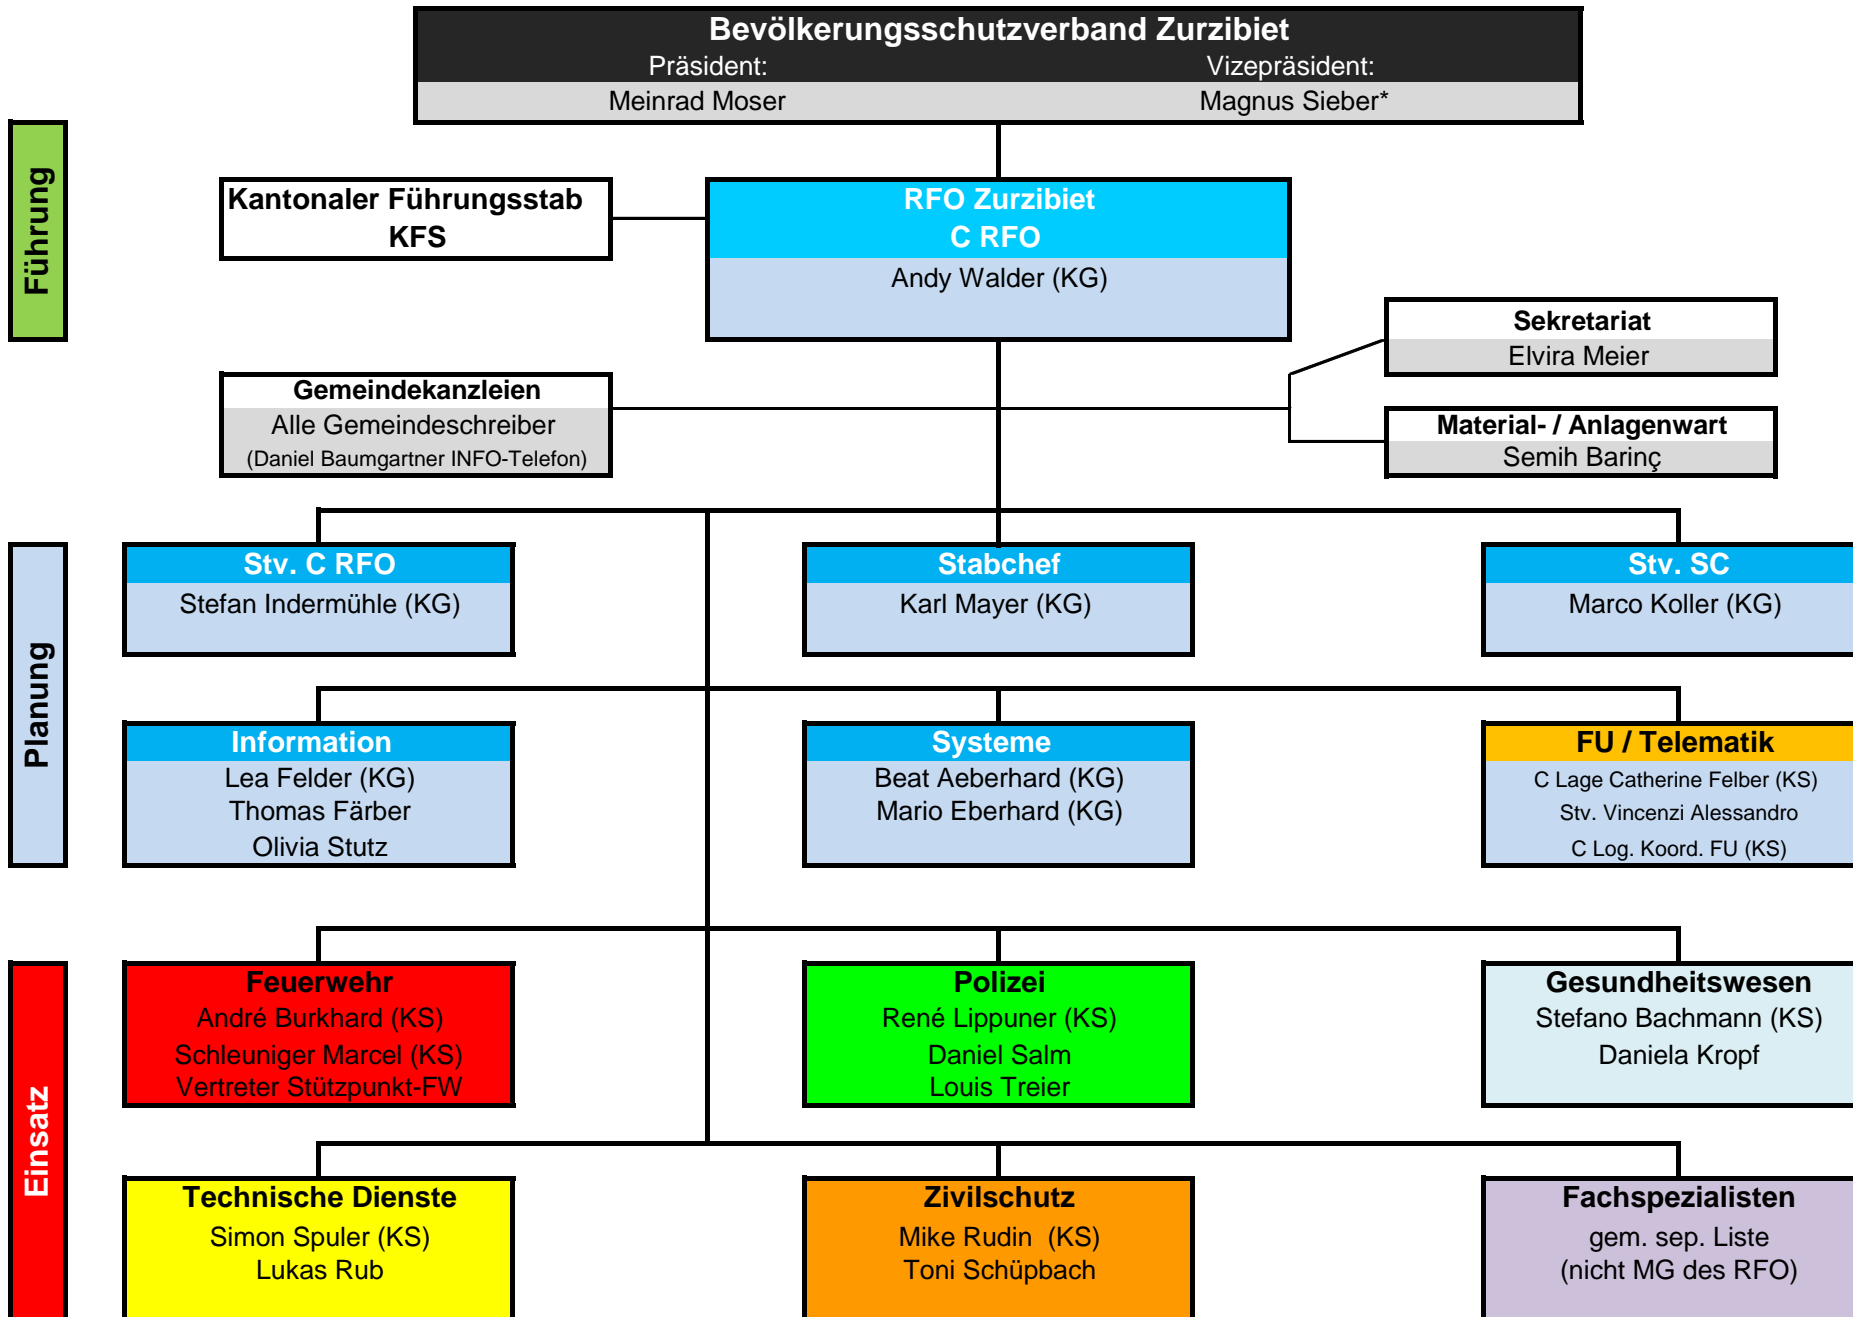 Bevölkerungsschutzverband Zurzibiet
Präsident:
Vizepräsident:
Meinrad Moser
Magnus Sieber*
Führung
Kantonaler Führungsstab
KFS
RFO Zurzibiet
C RFO
Andy Walder (KG)
Sekretariat
Elvira Meier
Gemeindekanzleien
Alle Gemeindeschreiber
(Daniel Baumgartner INFO-Telefon)
Material- / Anlagenwart
Semih Barinç
Planung
Stv. C RFO
Stefan Indermühle (KG)
Stabchef
Karl Mayer (KG)
Stv. SC
Marco Koller (KG)
Information
Lea Felder (KG)
Thomas Färber
Olivia Stutz
Systeme
Beat Aeberhard (KG)
Mario Eberhard (KG)
FU / Telematik
C Lage Catherine Felber (KS)
Stv. Vincenzi Alessandro
C Log. Koord. FU (KS)
Einsatz
Feuerwehr
André Burkhard (KS)
Schleuniger Marcel (KS)
Vertreter Stützpunkt-FW
Polizei
René Lippuner (KS)
Daniel Salm
Louis Treier
Gesundheitswesen
Stefano Bachmann (KS)
Daniela Kropf
Technische Dienste
Simon Spuler (KS)
Lukas Rub
Zivilschutz
Mike Rudin (KS)
Toni Schüpbach
Fachspezialisten
gem. sep. Liste
(nicht MG des RFO)